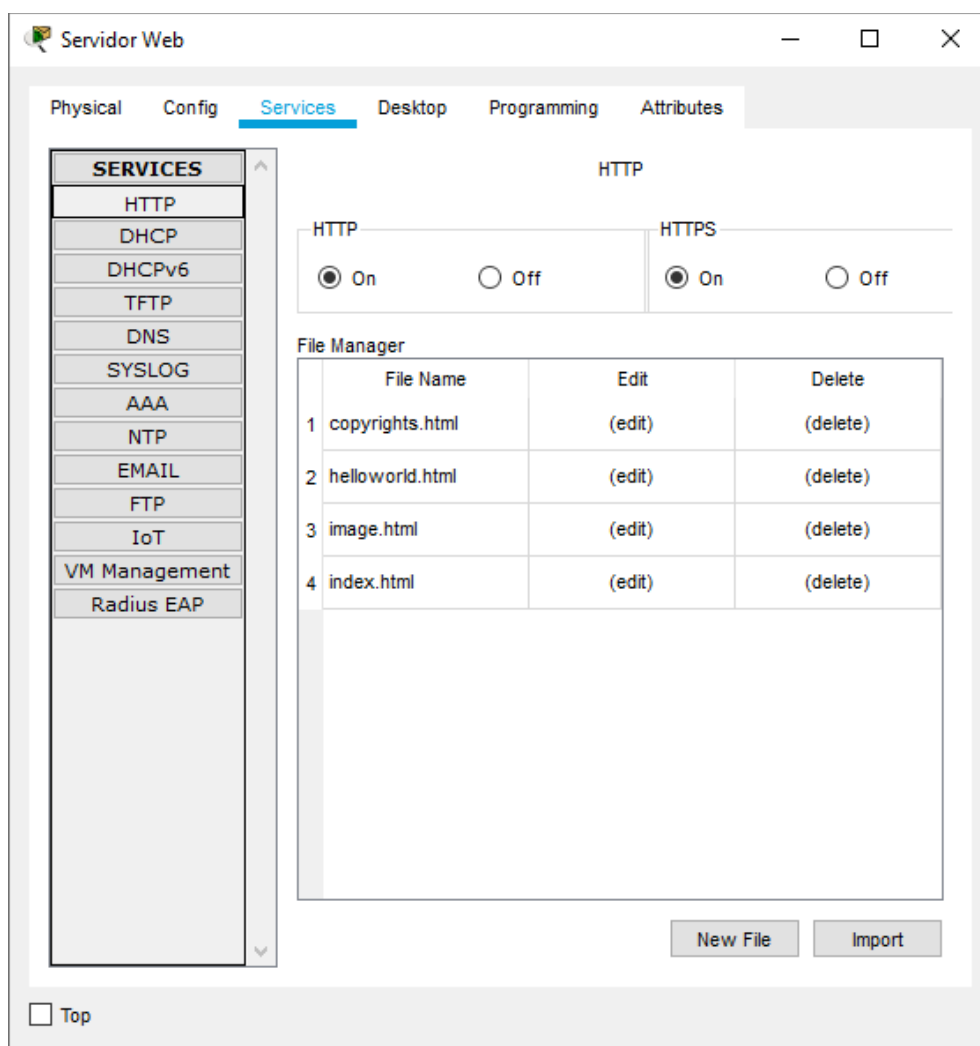 Servidor Web
Physical Config Services Desktop Programming Attributes
SERVICES
HTTP
DHCP
DHCPv6
TFTP
DNS
SYSLOG
AAA
NTP
EMAIL
FTP
IoT
VM Management
Radius EAP
HTTP
HTTP HTTPS
On Off On Off
File Manager
File Name Edit Delete
1 copyrights.html (edit) (delete)
2 helloworld.html (edit) (delete)
3 image.html (edit) (delete)
4 index.html (edit) (delete)
New File Import
Top